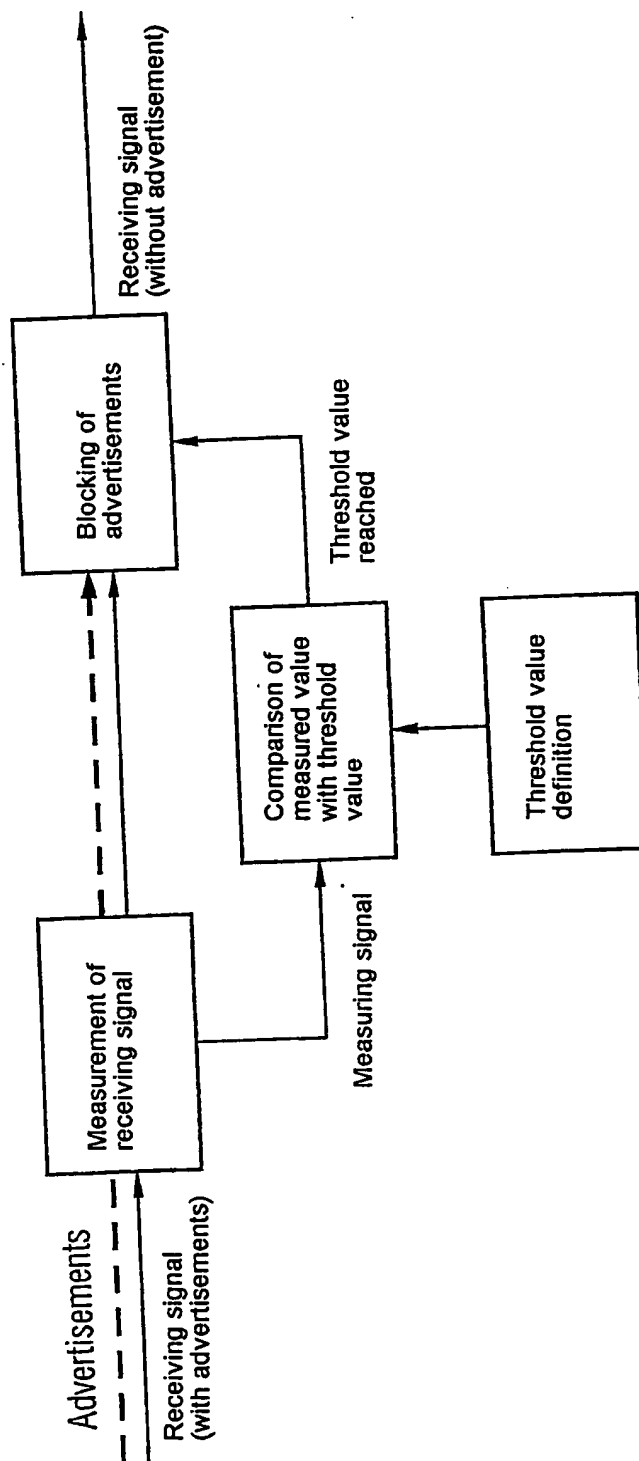 Advertisements
Receiving signal
(with advertisements)
Measurement of
receiving signal
Measuring signal
Comparison of
measured value
with threshold
value
Threshold value
definition
Threshold value
reached
Blocking of
advertisements
Receiving signal
(without advertisement)